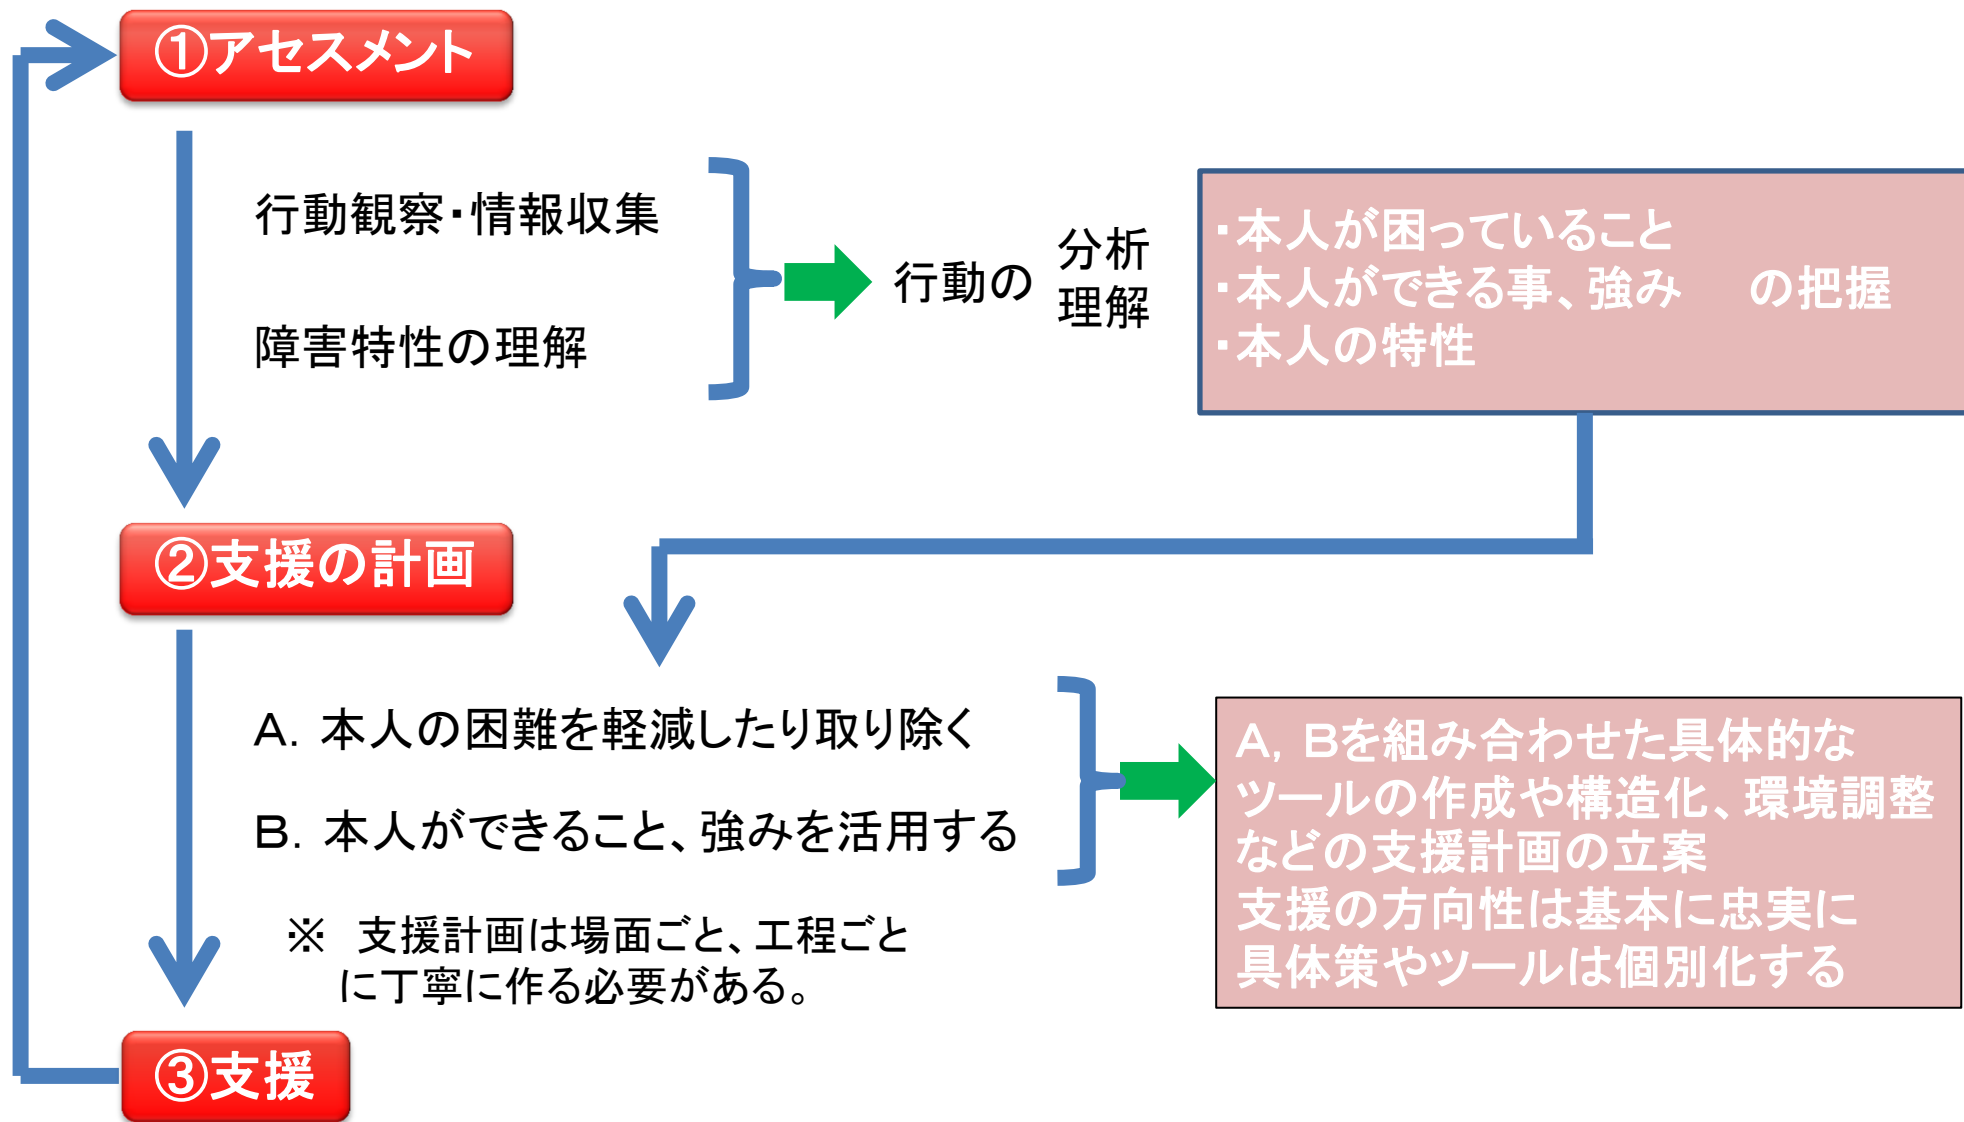 ①アセスメント
行動観察・情報収集
障害特性の理解
行動の
分析
理解
・本人が困っていること
・本人ができる事、強み　の把握
・本人の特性
②支援の計画
A. 本人の困難を軽減したり取り除く
B. 本人ができること、強みを活用する
※　支援計画は場面ごと、工程ごと
に丁寧に作る必要がある。
A, Bを組み合わせた具体的な
ツールの作成や構造化、環境調整
などの支援計画の立案
支援の方向性は基本に忠実に
具体策やツールは個別化する
③支援